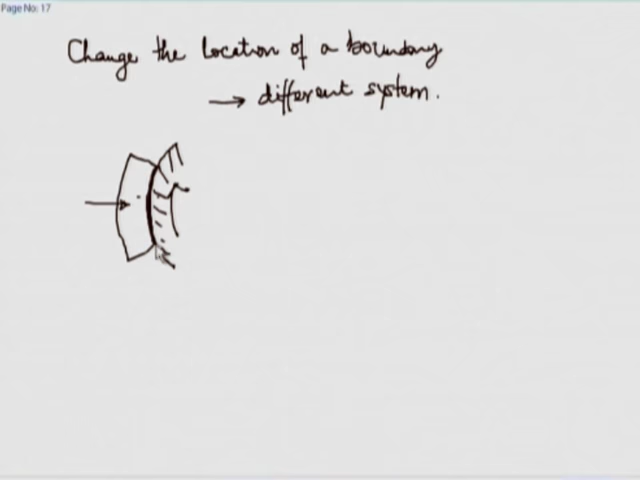 Page No: 17
Change the location of a boundary
→ different system.